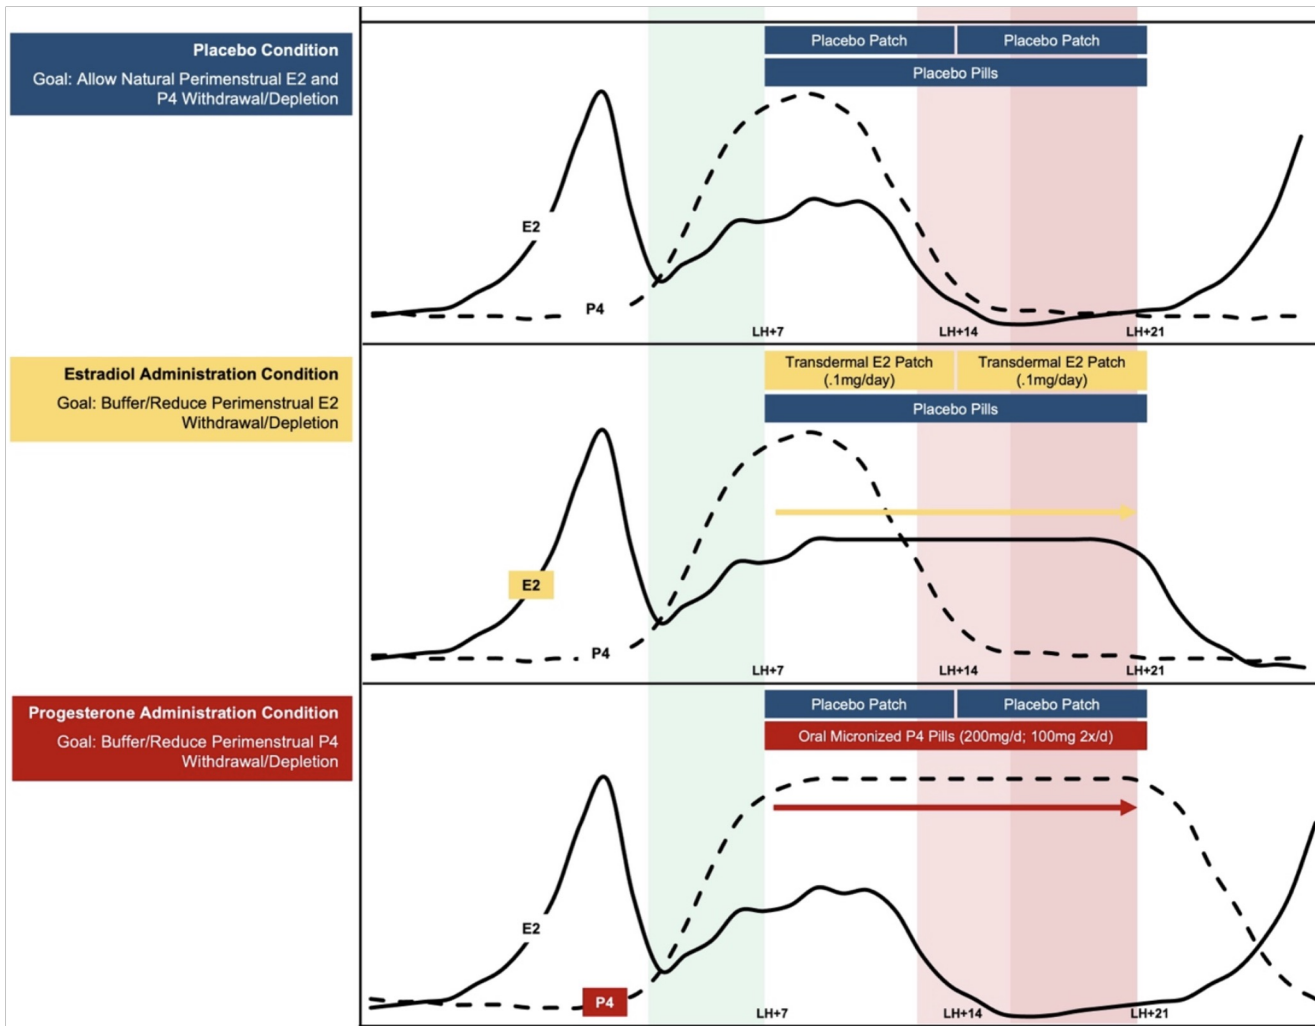 Placebo Condition
Goal: Allow Natural Perimenstrual E2 and
P4 Withdrawal/Depletion
Placebo Patch
Placebo Patch
Placebo Pills
E2
P4
LH+7
LH+14
LH+21
Estradiol Administration Condition
Goal: Buffer/Reduce Perimenstrual E2
Withdrawal/Depletion
Transdermal E2 Patch
(.1mg/day)
Transdermal E2 Patch
(.1mg/day)
Placebo Pills
E2
P4
LH+7
LH+14
LH+21
Progesterone Administration Condition
Goal: Buffer/Reduce Perimenstrual P4
Withdrawal/Depletion
Placebo Patch
Placebo Patch
Oral Micronized P4 Pills (200mg/d; 100mg 2x/d)
E2
P4
LH+7
LH+14
LH+21